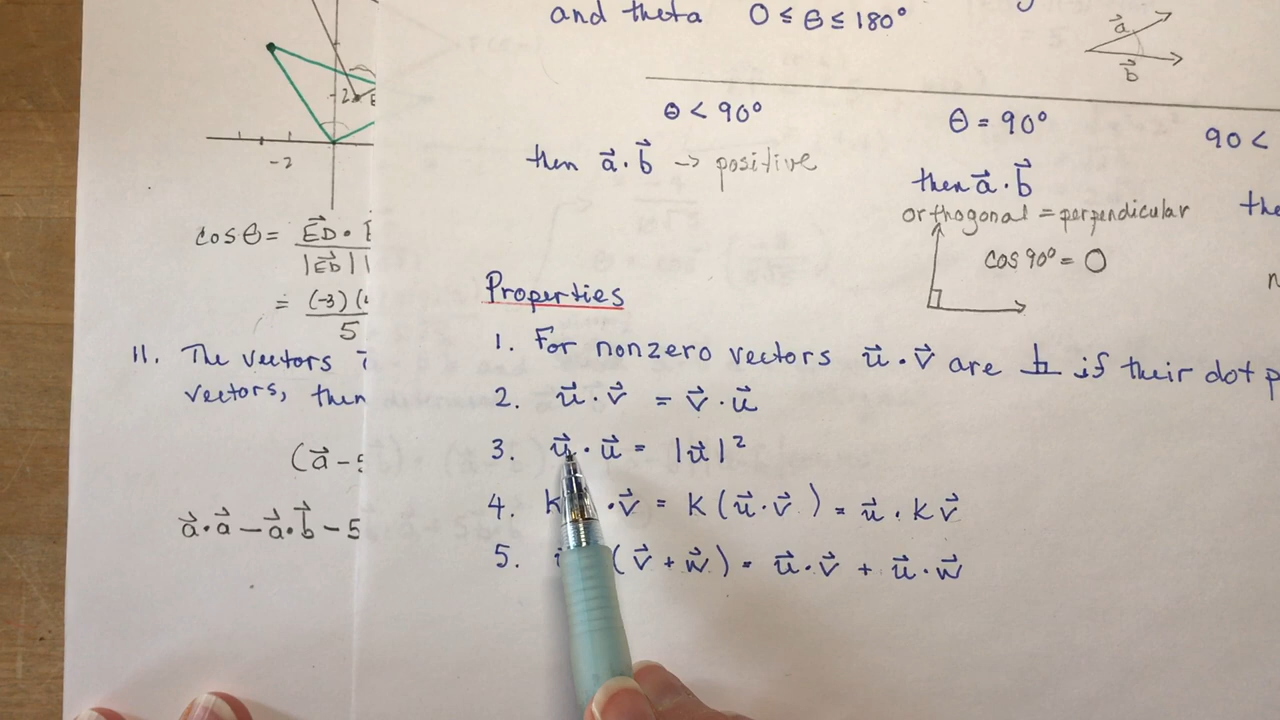 and theta 0 ≤ θ ≤ 180°
a⃗
b⃗
θ < 90°
then a⃗ · b⃗ → positive
θ = 90°
then a⃗ · b⃗
orthogonal = perpendicular
cos 90° = 0
90 <
2
-2
cos θ = ED⃗ ·
|ED⃗| |
= (-3)(
5
11. The vectors
vectors, then
(a⃗ - 5
a⃗ · a⃗ - a⃗ · b⃗ - 5
Properties
1. For nonzero vectors u⃗ · v⃗ are ⊥ if their dot p
2. u⃗ · v⃗ = v⃗ · u⃗
3. u⃗ · u⃗ = |u⃗|²
4. k · v⃗ = k(u⃗ · v⃗) = u⃗ · k v⃗
5. (v⃗ + w⃗) = u⃗ · v⃗ + u⃗ · w⃗